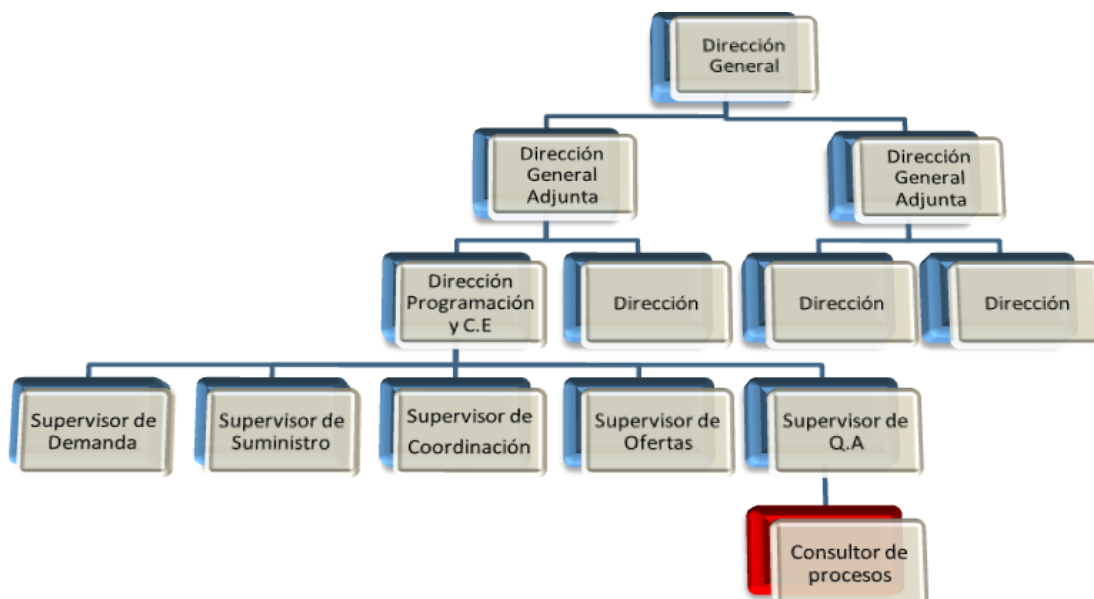 Dirección
General
Dirección
General
Adjunta
Dirección
General
Adjunta
Dirección
Programación
y C.E
Dirección
Dirección
Dirección
Supervisor de
Demanda
Supervisor de
Suministro
Supervisor de
Coordinación
Supervisor de
Ofertas
Supervisor de
Q.A
Consultor de
procesos